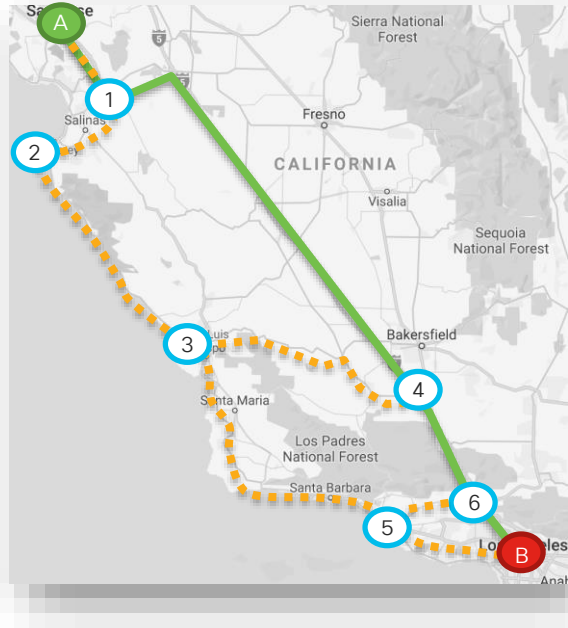 A
Sierra National
Forest
5
5
1
Fresno
Salinas
2
CALIFORNIA
Visalia
Sequoia
National Forest
3
Luis
Bakersfield
4
Santa Maria
Los Padres
National Forest
Santa Barbara
6
5
B